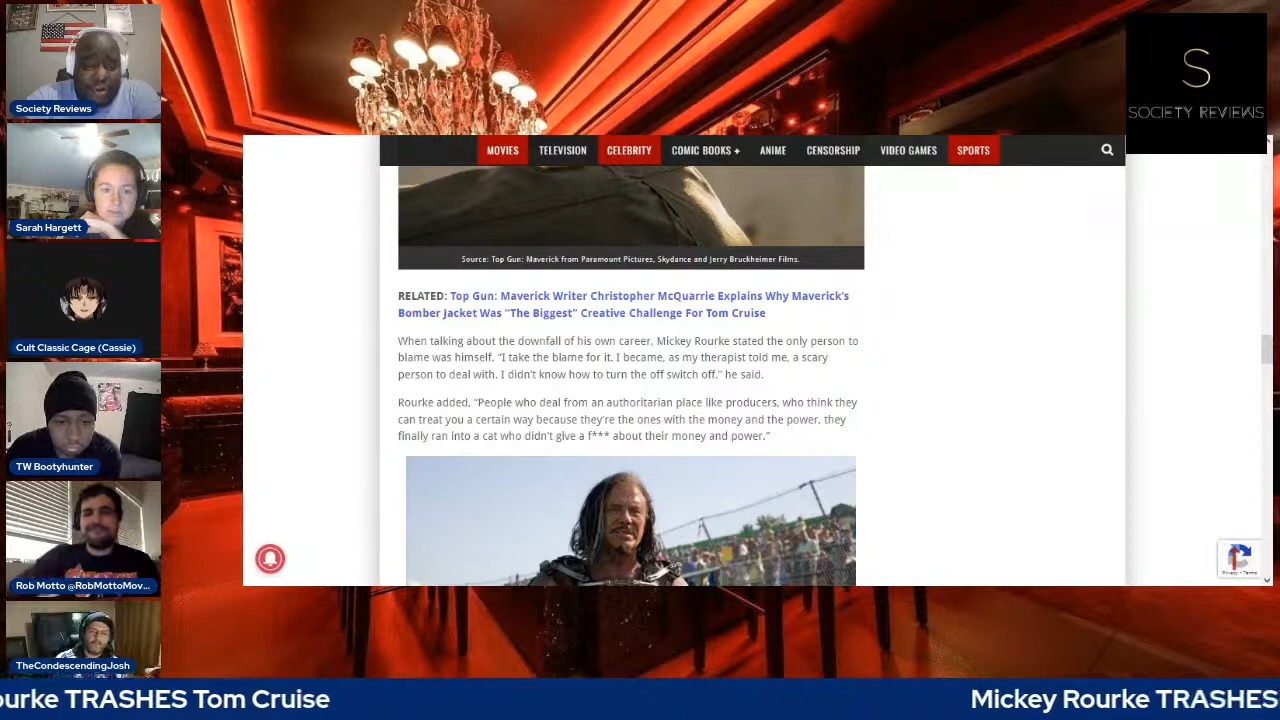 Society Reviews
Sarah Hargett
Cult Classic Cage (Cassie)
TW Bootyhunter
Rob Motto @RobMottoMov...
TheCondescendingJosh
S
SOCIETY REVIEWS
MOVIES TELEVISION CELEBRITY COMIC BOOKS + ANIME CENSORSHIP VIDEO GAMES SPORTS
Source: Top Gun: Maverick from Paramount Pictures, Skydance and Jerry Bruckheimer Films.
RELATED: Top Gun: Maverick Writer Christopher McQuarrie Explains Why Maverick's
Bomber Jacket Was "The Biggest" Creative Challenge For Tom Cruise
When talking about the downfall of his own career, Mickey Rourke stated the only person to
blame was himself. "I take the blame for it. I became, as my therapist told me, a scary
person to deal with. I didn't know how to turn the off switch off." he said.
Rourke added, "People who deal from an authoritarian place like producers, who think they
can treat you a certain way because they're the ones with the money and the power, they
finally ran into a cat who didn't give a f*** about their money and power."
Privacy - Terms
ourke TRASHES Tom Cruise
Mickey Rourke TRASHES